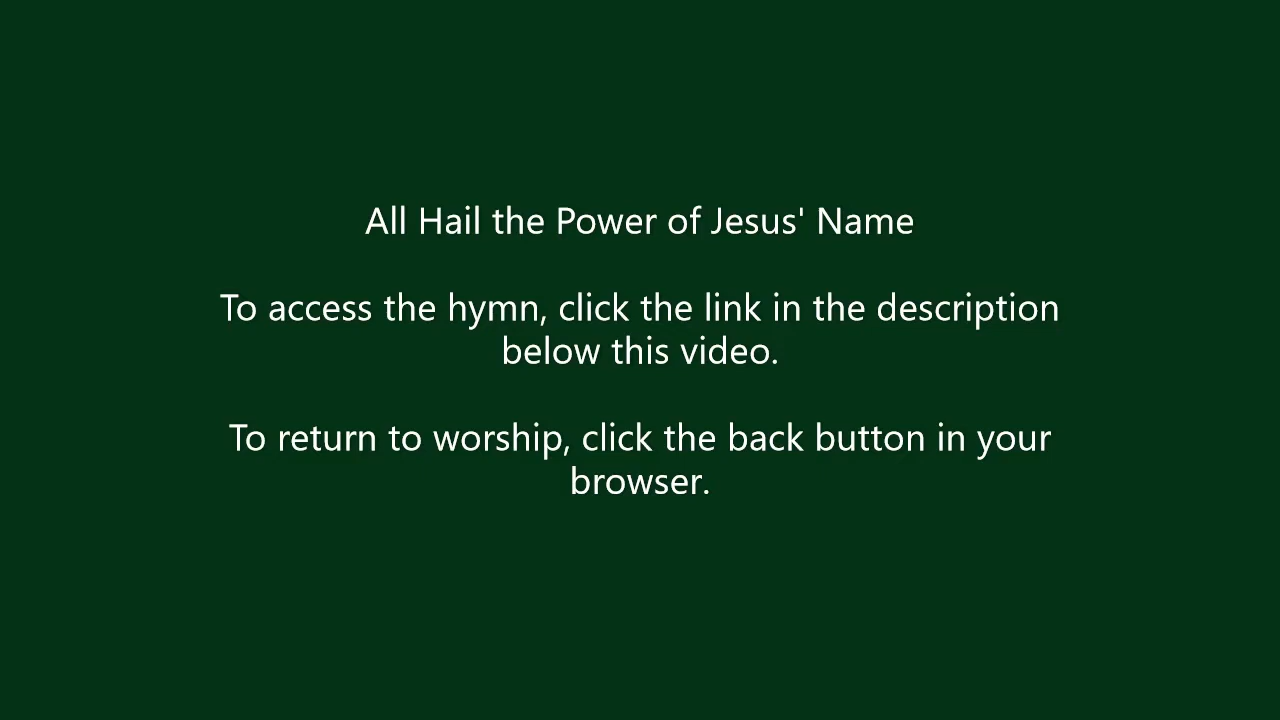 All Hail the Power of Jesus' Name
To access the hymn, click the link in the description
below this video.
To return to worship, click the back button in your
browser.